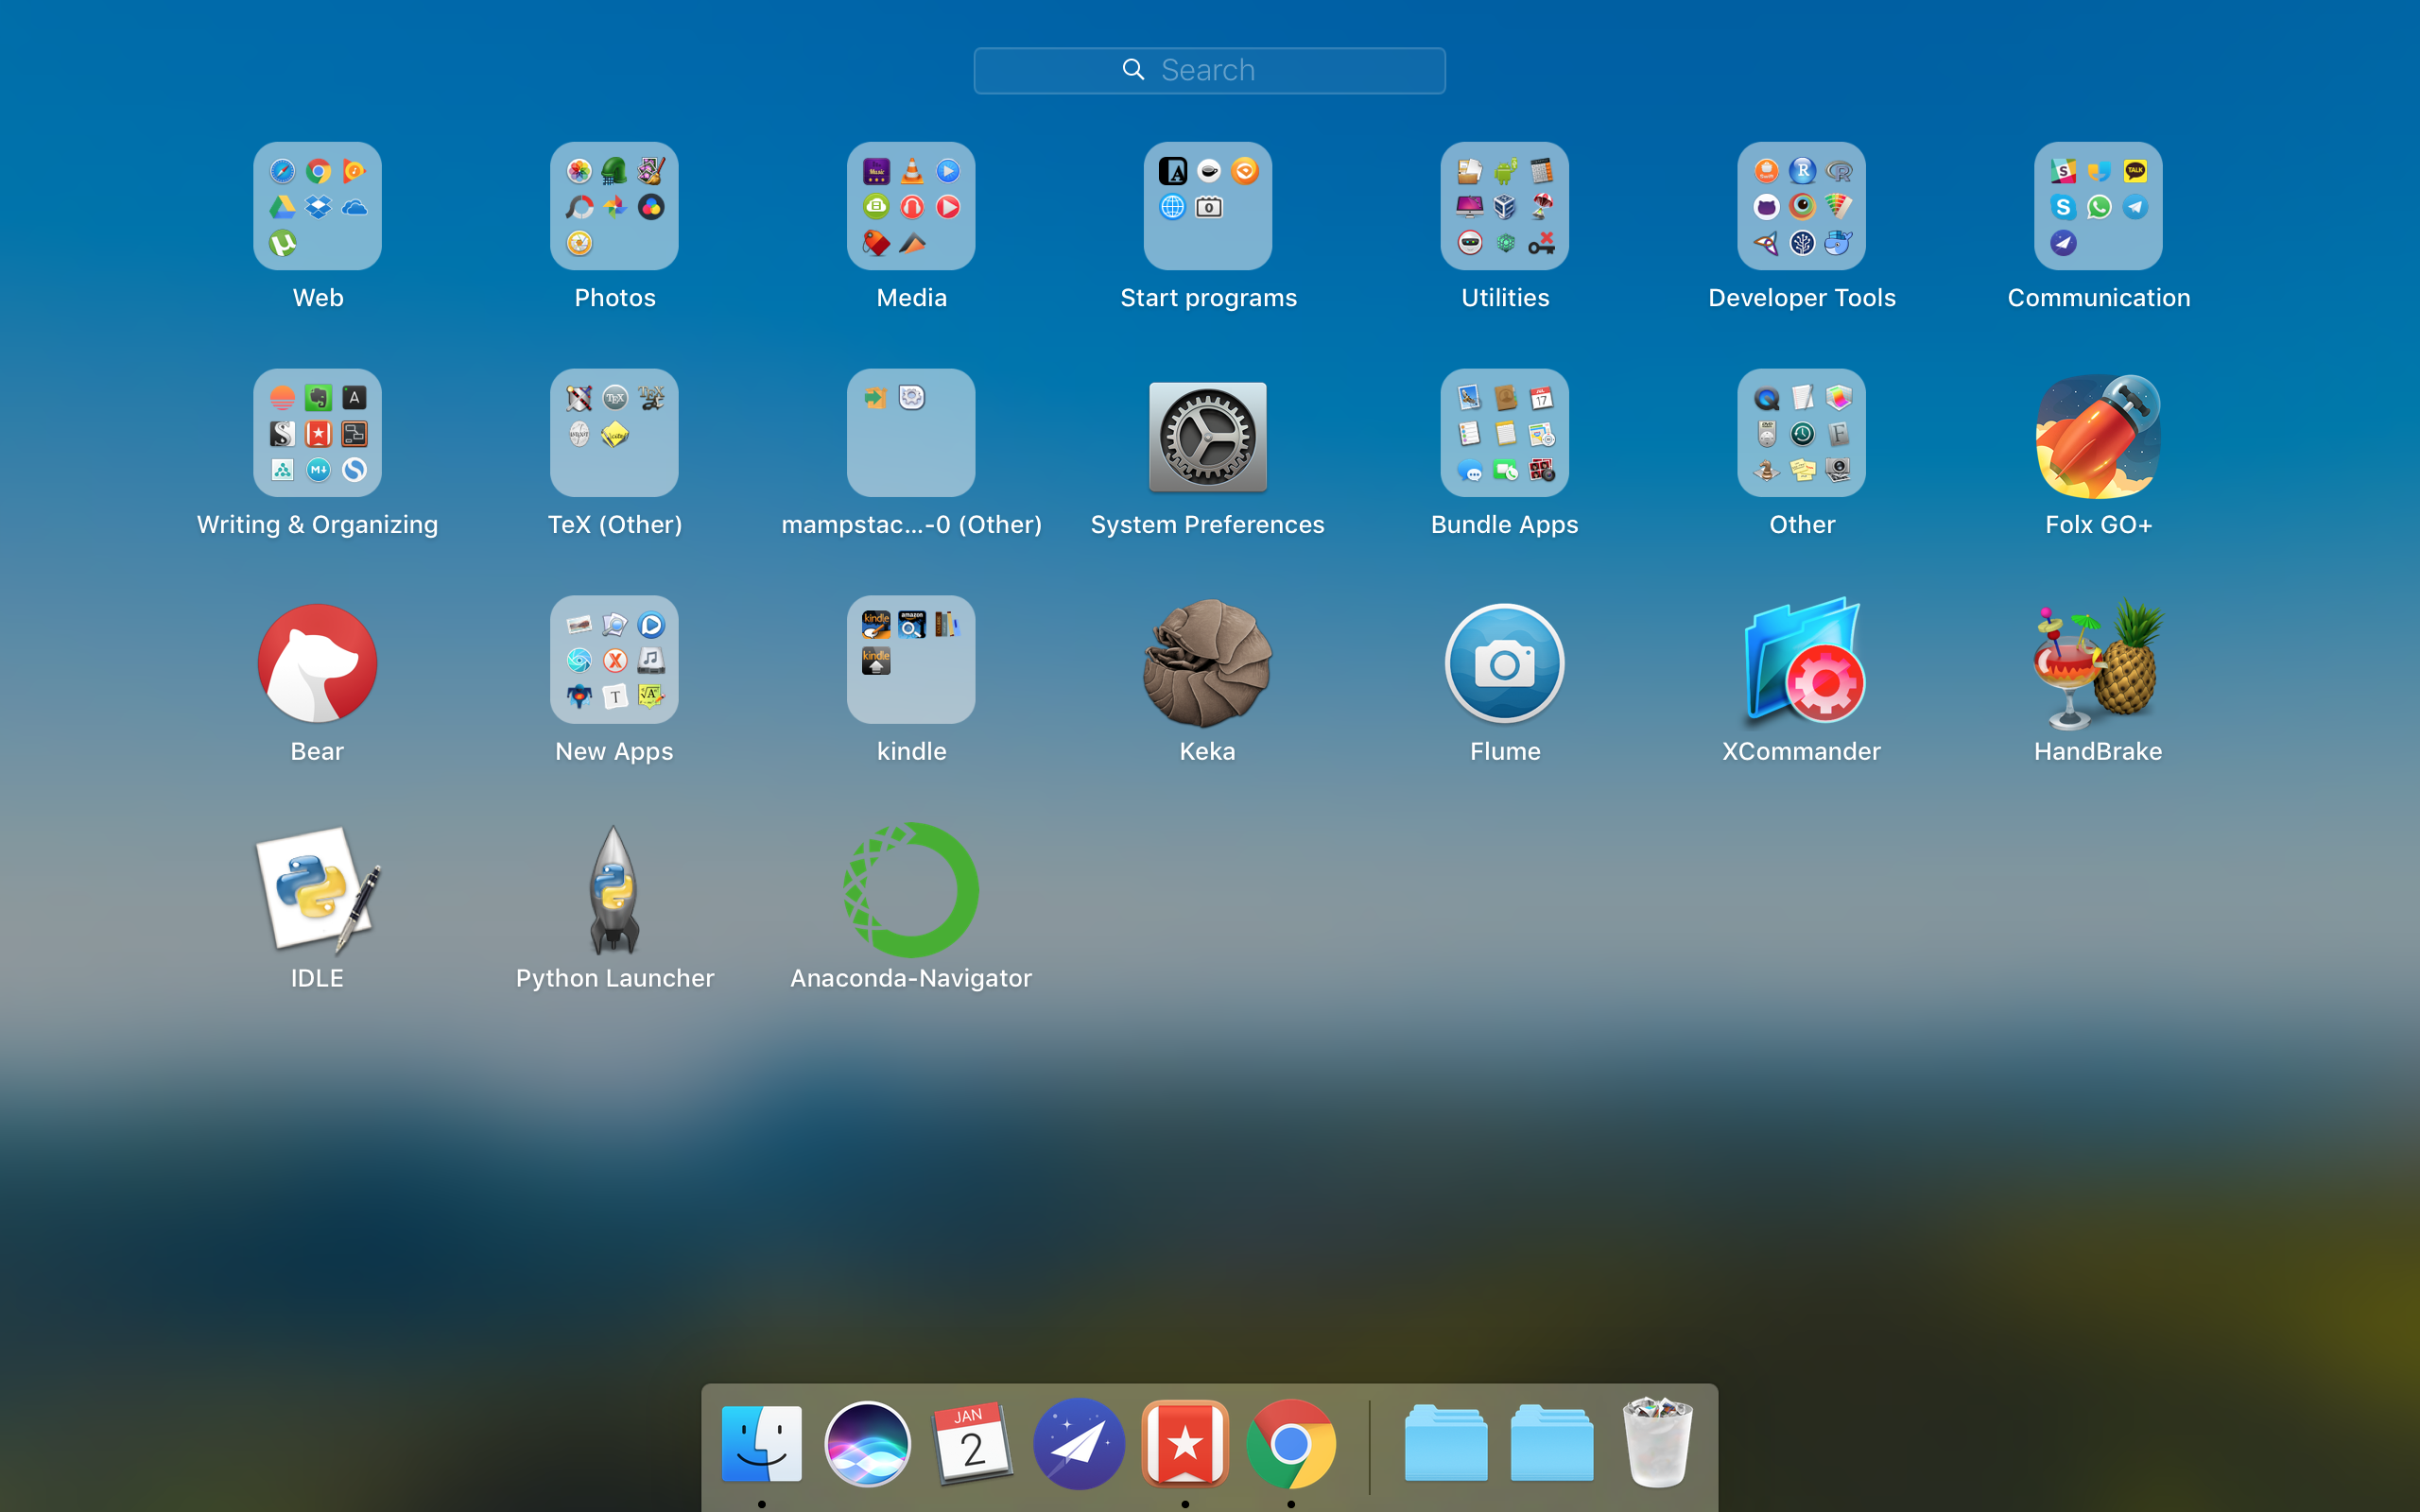 Search
Web
Photos
Media
Start programs
Utilities
Developer Tools
Communication
Writing & Organizing
TeX (Other)
mampstac...-0 (Other)
System Preferences
Bundle Apps
Other
Folx GO+
Bear
New Apps
kindle
Keka
Flume
XCommander
HandBrake
IDLE
Python Launcher
Anaconda-Navigator
JAN
2